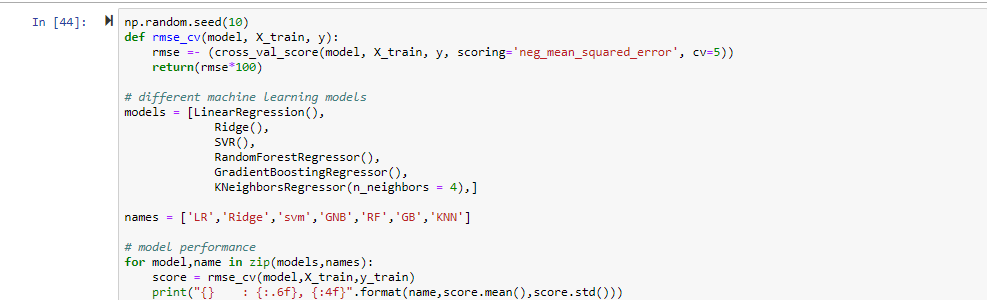 In [44]:
np.random.seed(10)
def rmse_cv(model, X_train, y):
    rmse =- (cross_val_score(model, X_train, y, scoring='neg_mean_squared_error', cv=5))
    return(rmse*100)

# different machine learning models
models = [LinearRegression(),
            Ridge(),
            SVR(),
            RandomForestRegressor(),
            GradientBoostingRegressor(),
            KNeighborsRegressor(n_neighbors = 4),]

names = ['LR','Ridge','svm','GNB','RF','GB','KNN']

# model performance
for model,name in zip(models,names):
    score = rmse_cv(model,X_train,y_train)
    print("{}    : {:.6f}, {:4f}".format(name,score.mean(),score.std()))